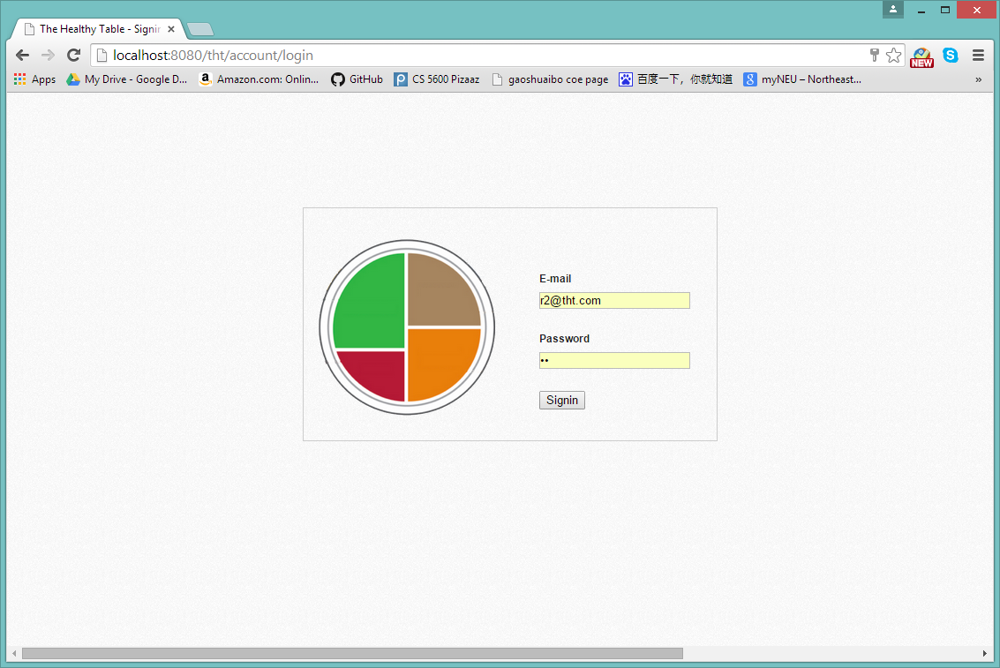 The Healthy Table - Signin
localhost:8080/tht/account/login
NEW
Apps My Drive - Google D... Amazon.com: Onlin... GitHub CS 5600 Pizaaz gaoshuaibo coe page 百度一下，你就知道 myNEU – Northeast... »
E-mail
r2@tht.com
Password
••
Signin